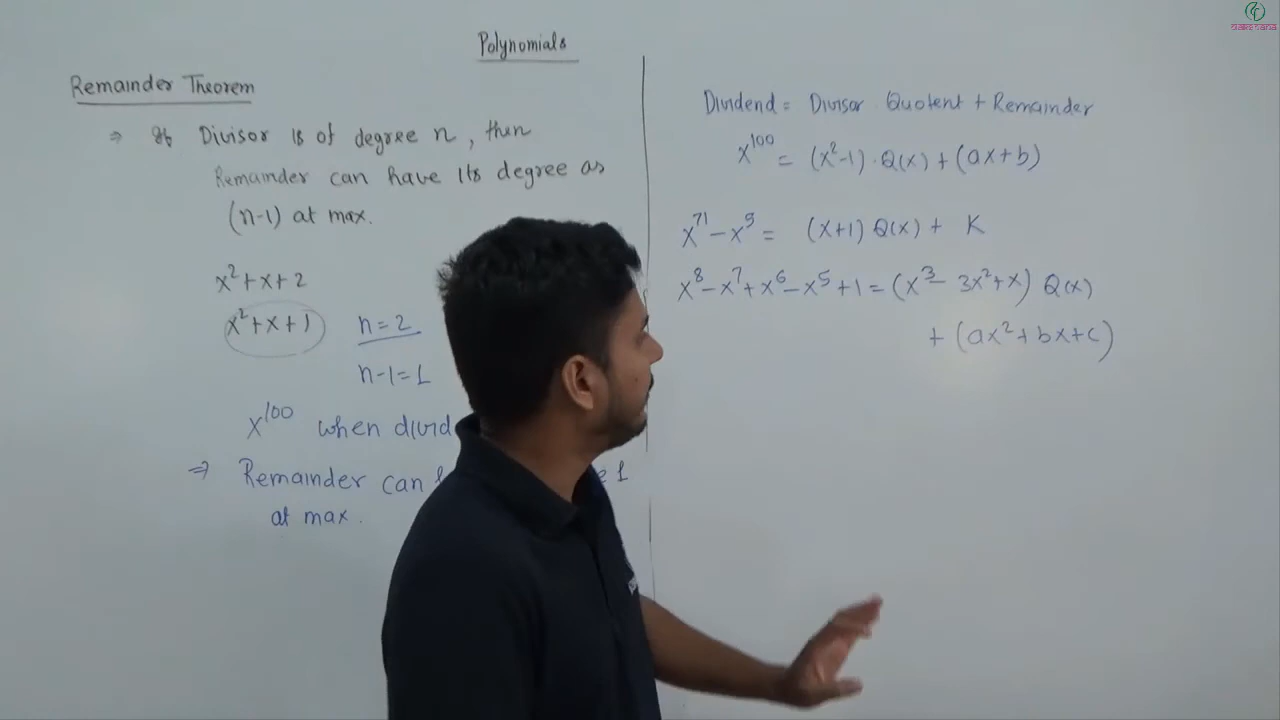 Polynomials
Remainder Theorem
⇒ If Divisor is of degree n, then
Remainder can have its degree as
(n-1) at max.
x²+x+2
x²+x+1 n=2
n-1=1
x¹⁰⁰ when divid
⇒ Remainder can e 1
at max.
Dividend = Divisor . Quotent + Remainder
x¹⁰⁰ = (x²-1) · Q(x) + (ax+b)
x⁷¹ - x⁹ = (x+1) Q(x) + K
x⁸ - x⁷ + x⁶ - x⁵ + 1 = (x³ - 3x² + x) Q(x)
+ (ax² + bx + c)